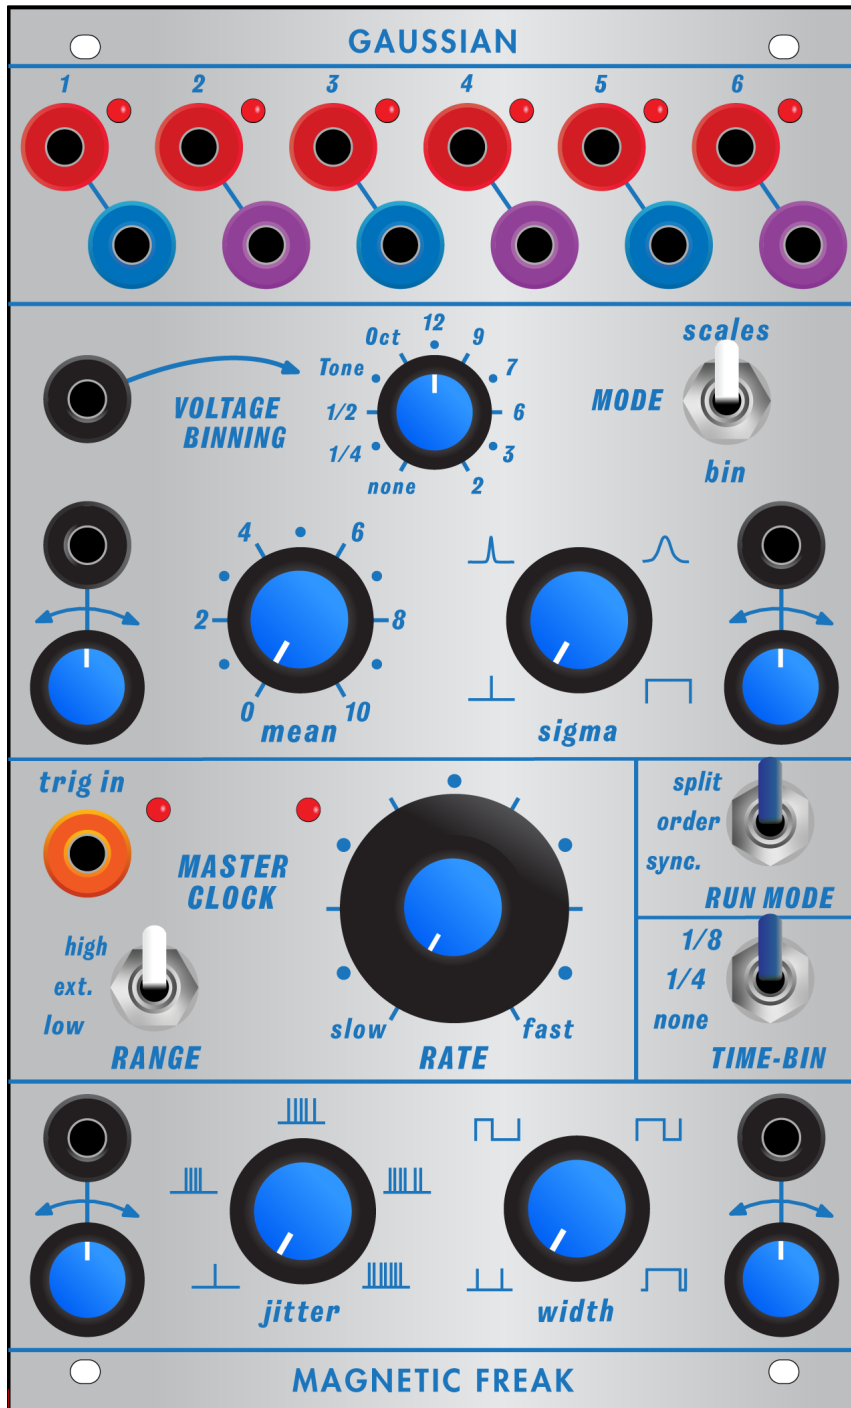 GAUSSIAN
1 2 3 4 5 6
Oct 12 9
Tone 7
1/2 6
1/4 3
none 2
VOLTAGE
BINNING
scales
MODE
bin
4 6
2 8
0 10
mean
sigma
trig in
MASTER
CLOCK
high
ext.
low
RANGE
slow fast
RATE
split
order
sync.
RUN MODE
1/8
1/4
none
TIME-BIN
jitter
width
MAGNETIC FREAK